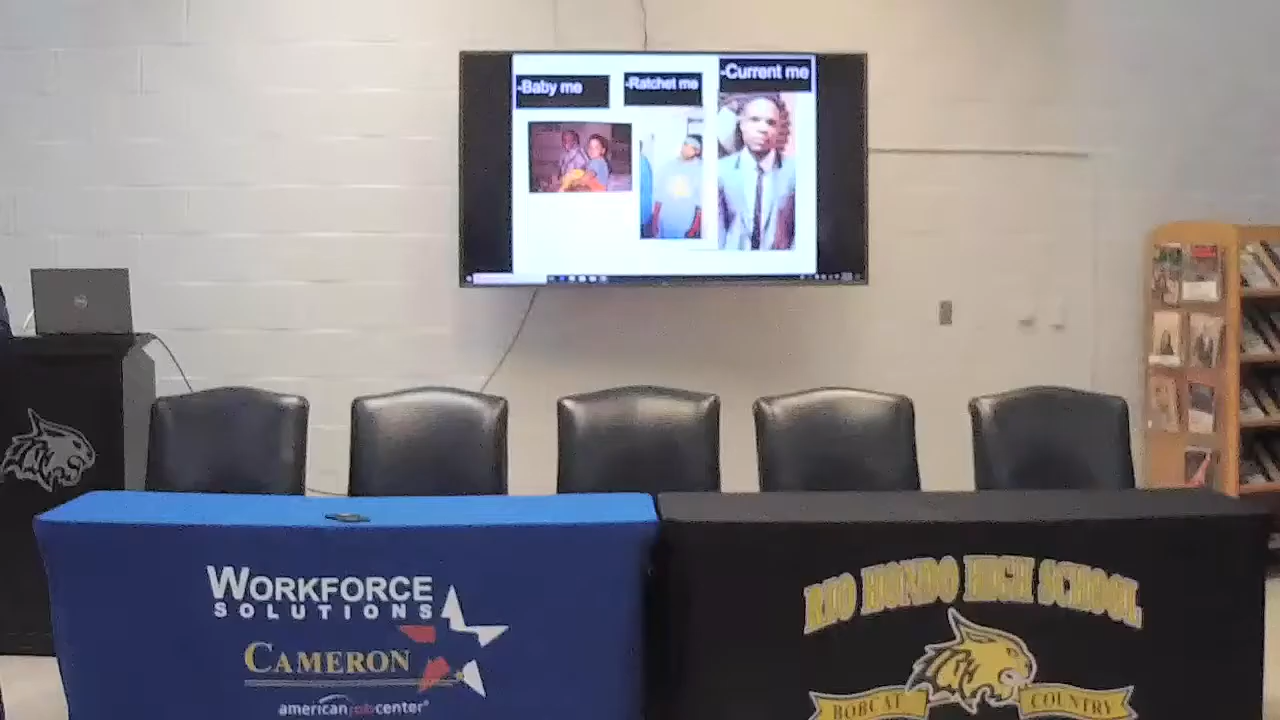 -Baby me
-Ratchet me
-Current me
WORKFORCE
SOLUTIONS
CAMERON
americanjobcenter
RIO HONDO HIGH SCHOOL
BOBCAT
COUNTRY